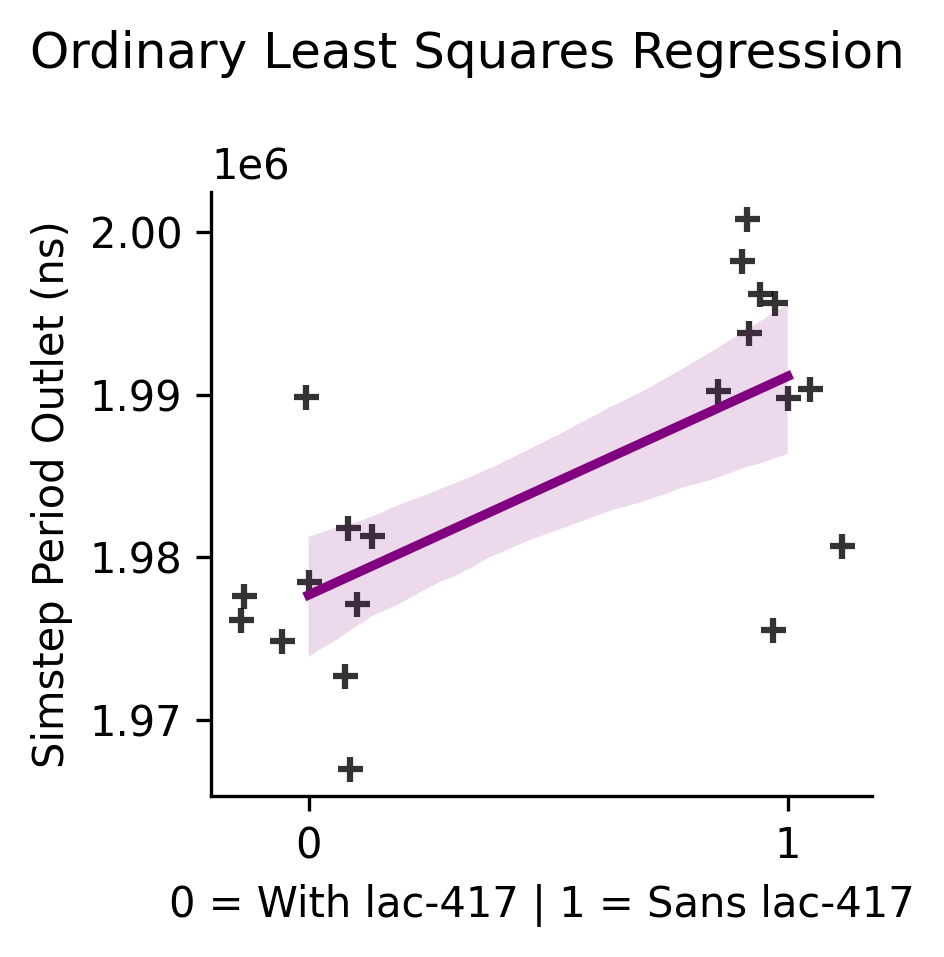 Ordinary Least Squares Regression
1e6
2.00
1.99
1.98
1.97
Simstep Period Outlet (ns)
0 1
0 = With lac-417 | 1 = Sans lac-417